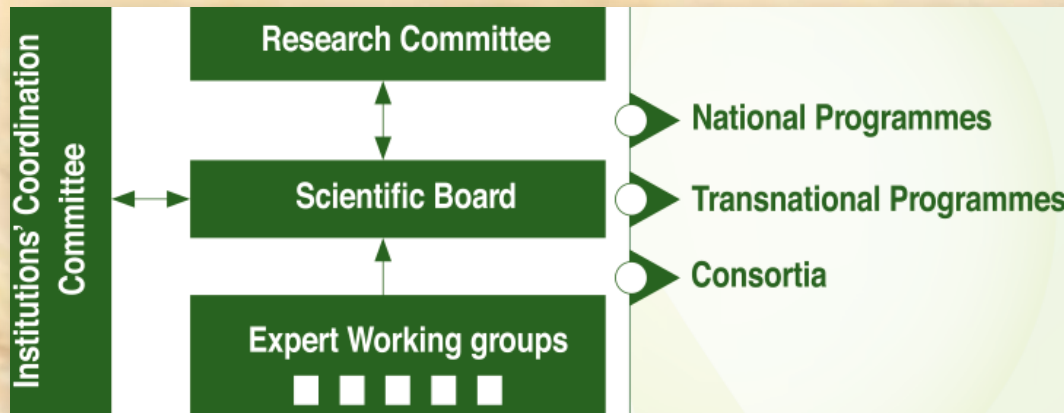 Institutions' Coordination
Committee
Research Committee
Scientific Board
Expert Working groups
National Programmes
Transnational Programmes
Consortia